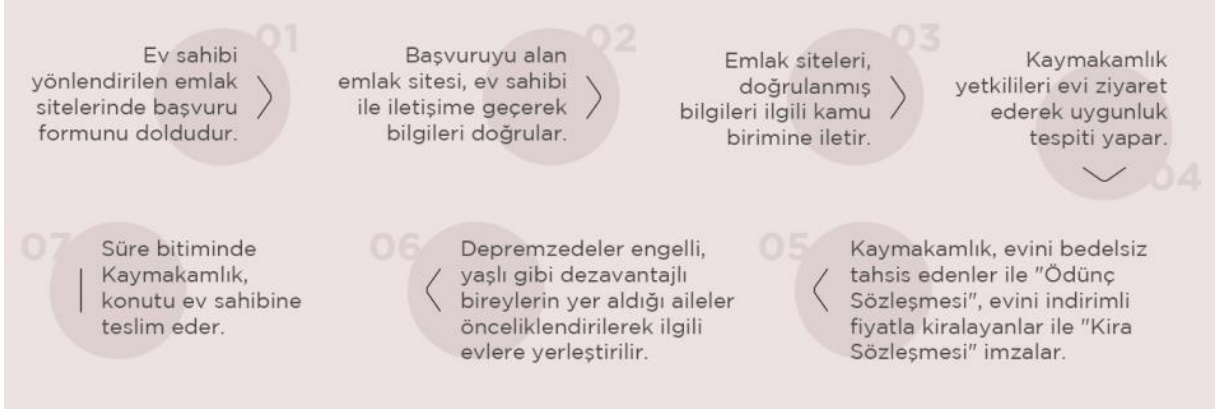 01
Ev sahibi
yönlendirilen emlak
sitelerinde başvuru
formunu doldudur.
02
Başvuruyu alan
emlak sitesi, ev sahibi
ile iletişime geçerek
bilgileri doğrular.
03
Emlak siteleri,
doğrulanmış
bilgileri ilgili kamu
birimine iletir.
04
Kaymakamlık
yetkilileri evi ziyaret
ederek uygunluk
tespiti yapar.
05
Kaymakamlık, evini bedelsiz
tahsis edenler ile "Ödünç
Sözleşmesi", evini indirimli
fiyatla kiralayanlar ile "Kira
Sözleşmesi" imzalar.
06
Depremzedeler engelli,
yaşlı gibi dezavantajlı
bireylerin yer aldığı aileler
önceliklendirilerek ilgili
evlere yerleştirilir.
07
Süre bitiminde
Kaymakamlık,
konutu ev sahibine
teslim eder.